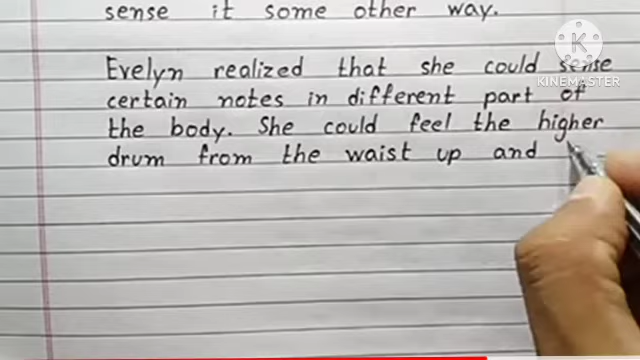 sense it some other way.
K
KINEMASTER
Evelyn realized that she could sense
certain notes in different part of
the body. She could feel the higher
drum from the waist up and